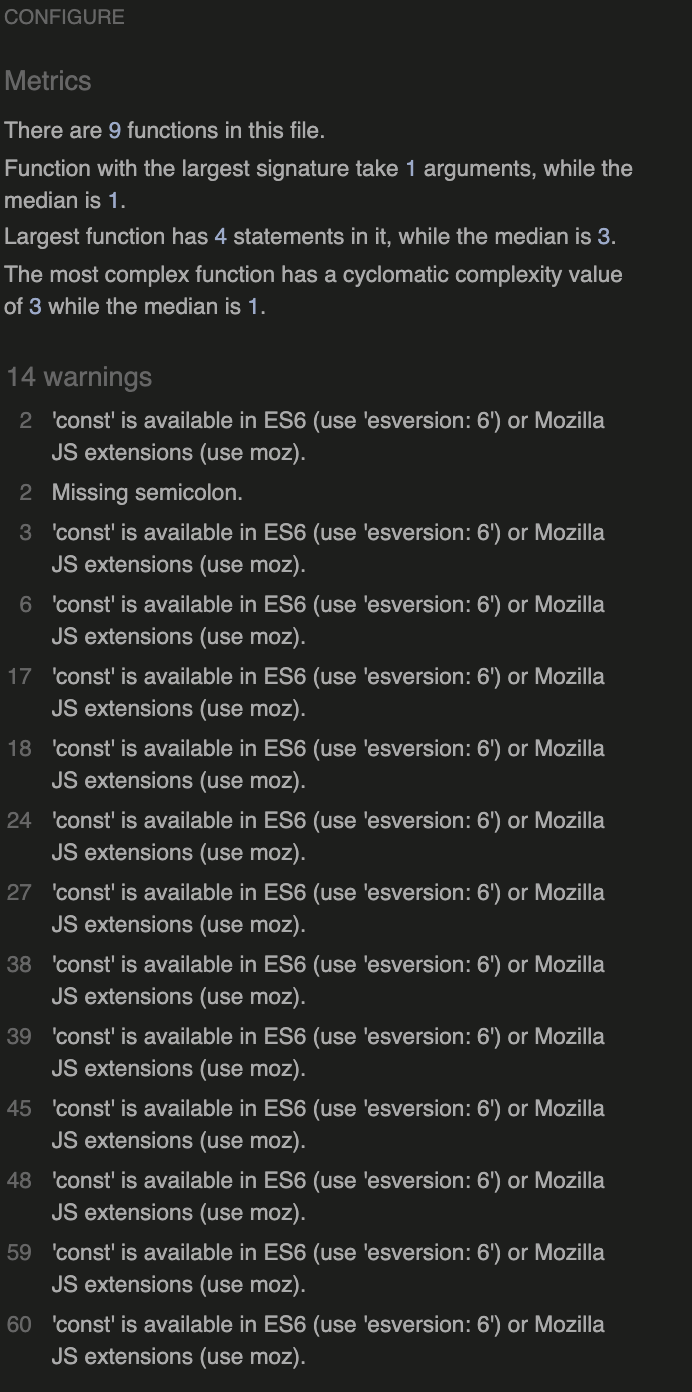 CONFIGURE
Metrics
There are 9 functions in this file.
Function with the largest signature take 1 arguments, while the
median is 1.
Largest function has 4 statements in it, while the median is 3.
The most complex function has a cyclomatic complexity value
of 3 while the median is 1.
14 warnings
2 'const' is available in ES6 (use 'esversion: 6') or Mozilla
JS extensions (use moz).
2 Missing semicolon.
3 'const' is available in ES6 (use 'esversion: 6') or Mozilla
JS extensions (use moz).
6 'const' is available in ES6 (use 'esversion: 6') or Mozilla
JS extensions (use moz).
17 'const' is available in ES6 (use 'esversion: 6') or Mozilla
JS extensions (use moz).
18 'const' is available in ES6 (use 'esversion: 6') or Mozilla
JS extensions (use moz).
24 'const' is available in ES6 (use 'esversion: 6') or Mozilla
JS extensions (use moz).
27 'const' is available in ES6 (use 'esversion: 6') or Mozilla
JS extensions (use moz).
38 'const' is available in ES6 (use 'esversion: 6') or Mozilla
JS extensions (use moz).
39 'const' is available in ES6 (use 'esversion: 6') or Mozilla
JS extensions (use moz).
45 'const' is available in ES6 (use 'esversion: 6') or Mozilla
JS extensions (use moz).
48 'const' is available in ES6 (use 'esversion: 6') or Mozilla
JS extensions (use moz).
59 'const' is available in ES6 (use 'esversion: 6') or Mozilla
JS extensions (use moz).
60 'const' is available in ES6 (use 'esversion: 6') or Mozilla
JS extensions (use moz).